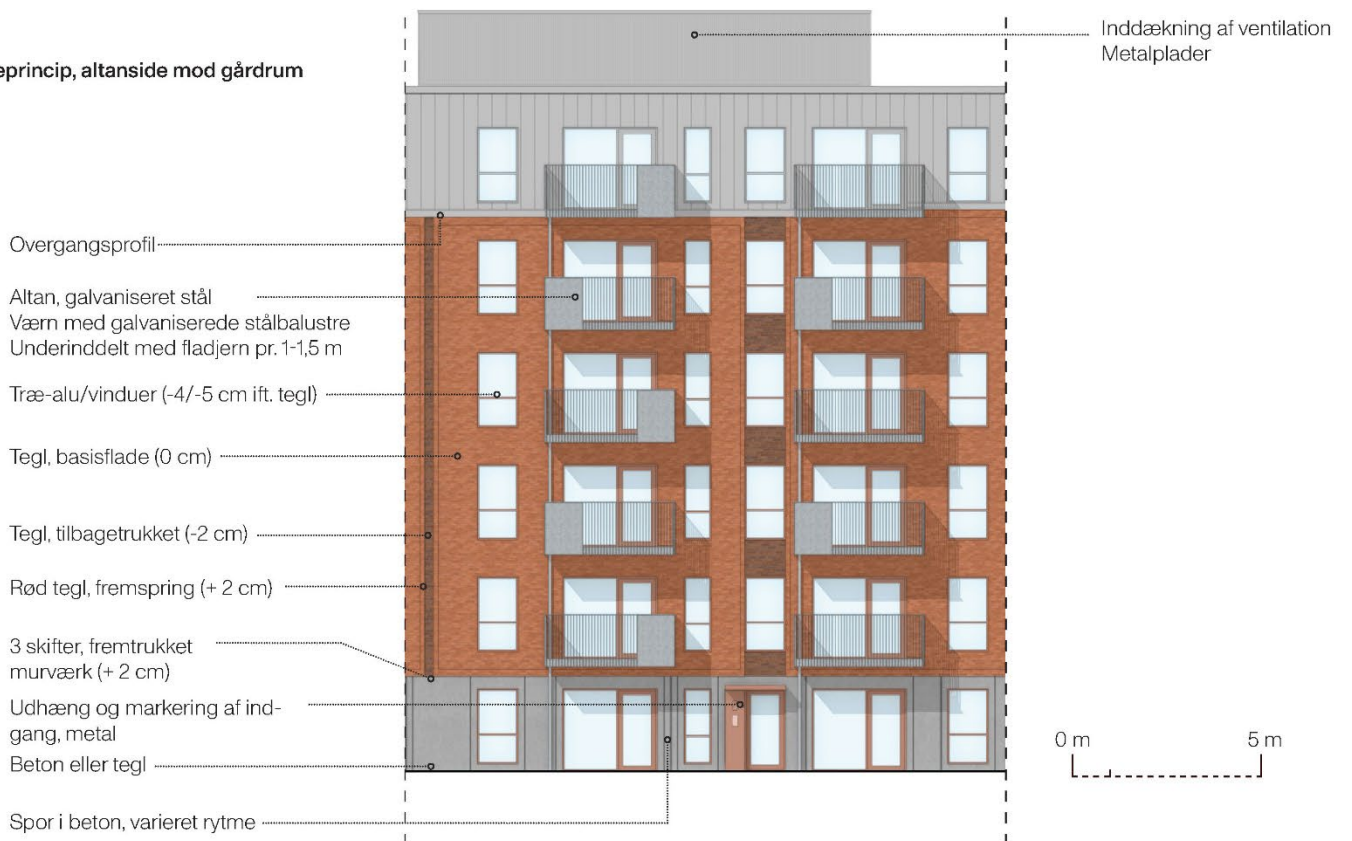 eprincip, altanside mod gårdrum
Inddækning af ventilation
Metalplader
Overgangsprofil
Altan, galvaniseret stål
Værn med galvaniserede stålbalustre
Underinddelt med fladjern pr. 1-1,5 m
Træ-alu/vinduer (-4/-5 cm ift. tegl)
Tegl, basisflade (0 cm)
Tegl, tilbagetrukket (-2 cm)
Rød tegl, fremspring (+ 2 cm)
3 skifter, fremtrukket
murværk (+ 2 cm)
Udhæng og markering af ind-
gang, metal
Beton eller tegl
Spor i beton, varieret rytme
0 m 5 m